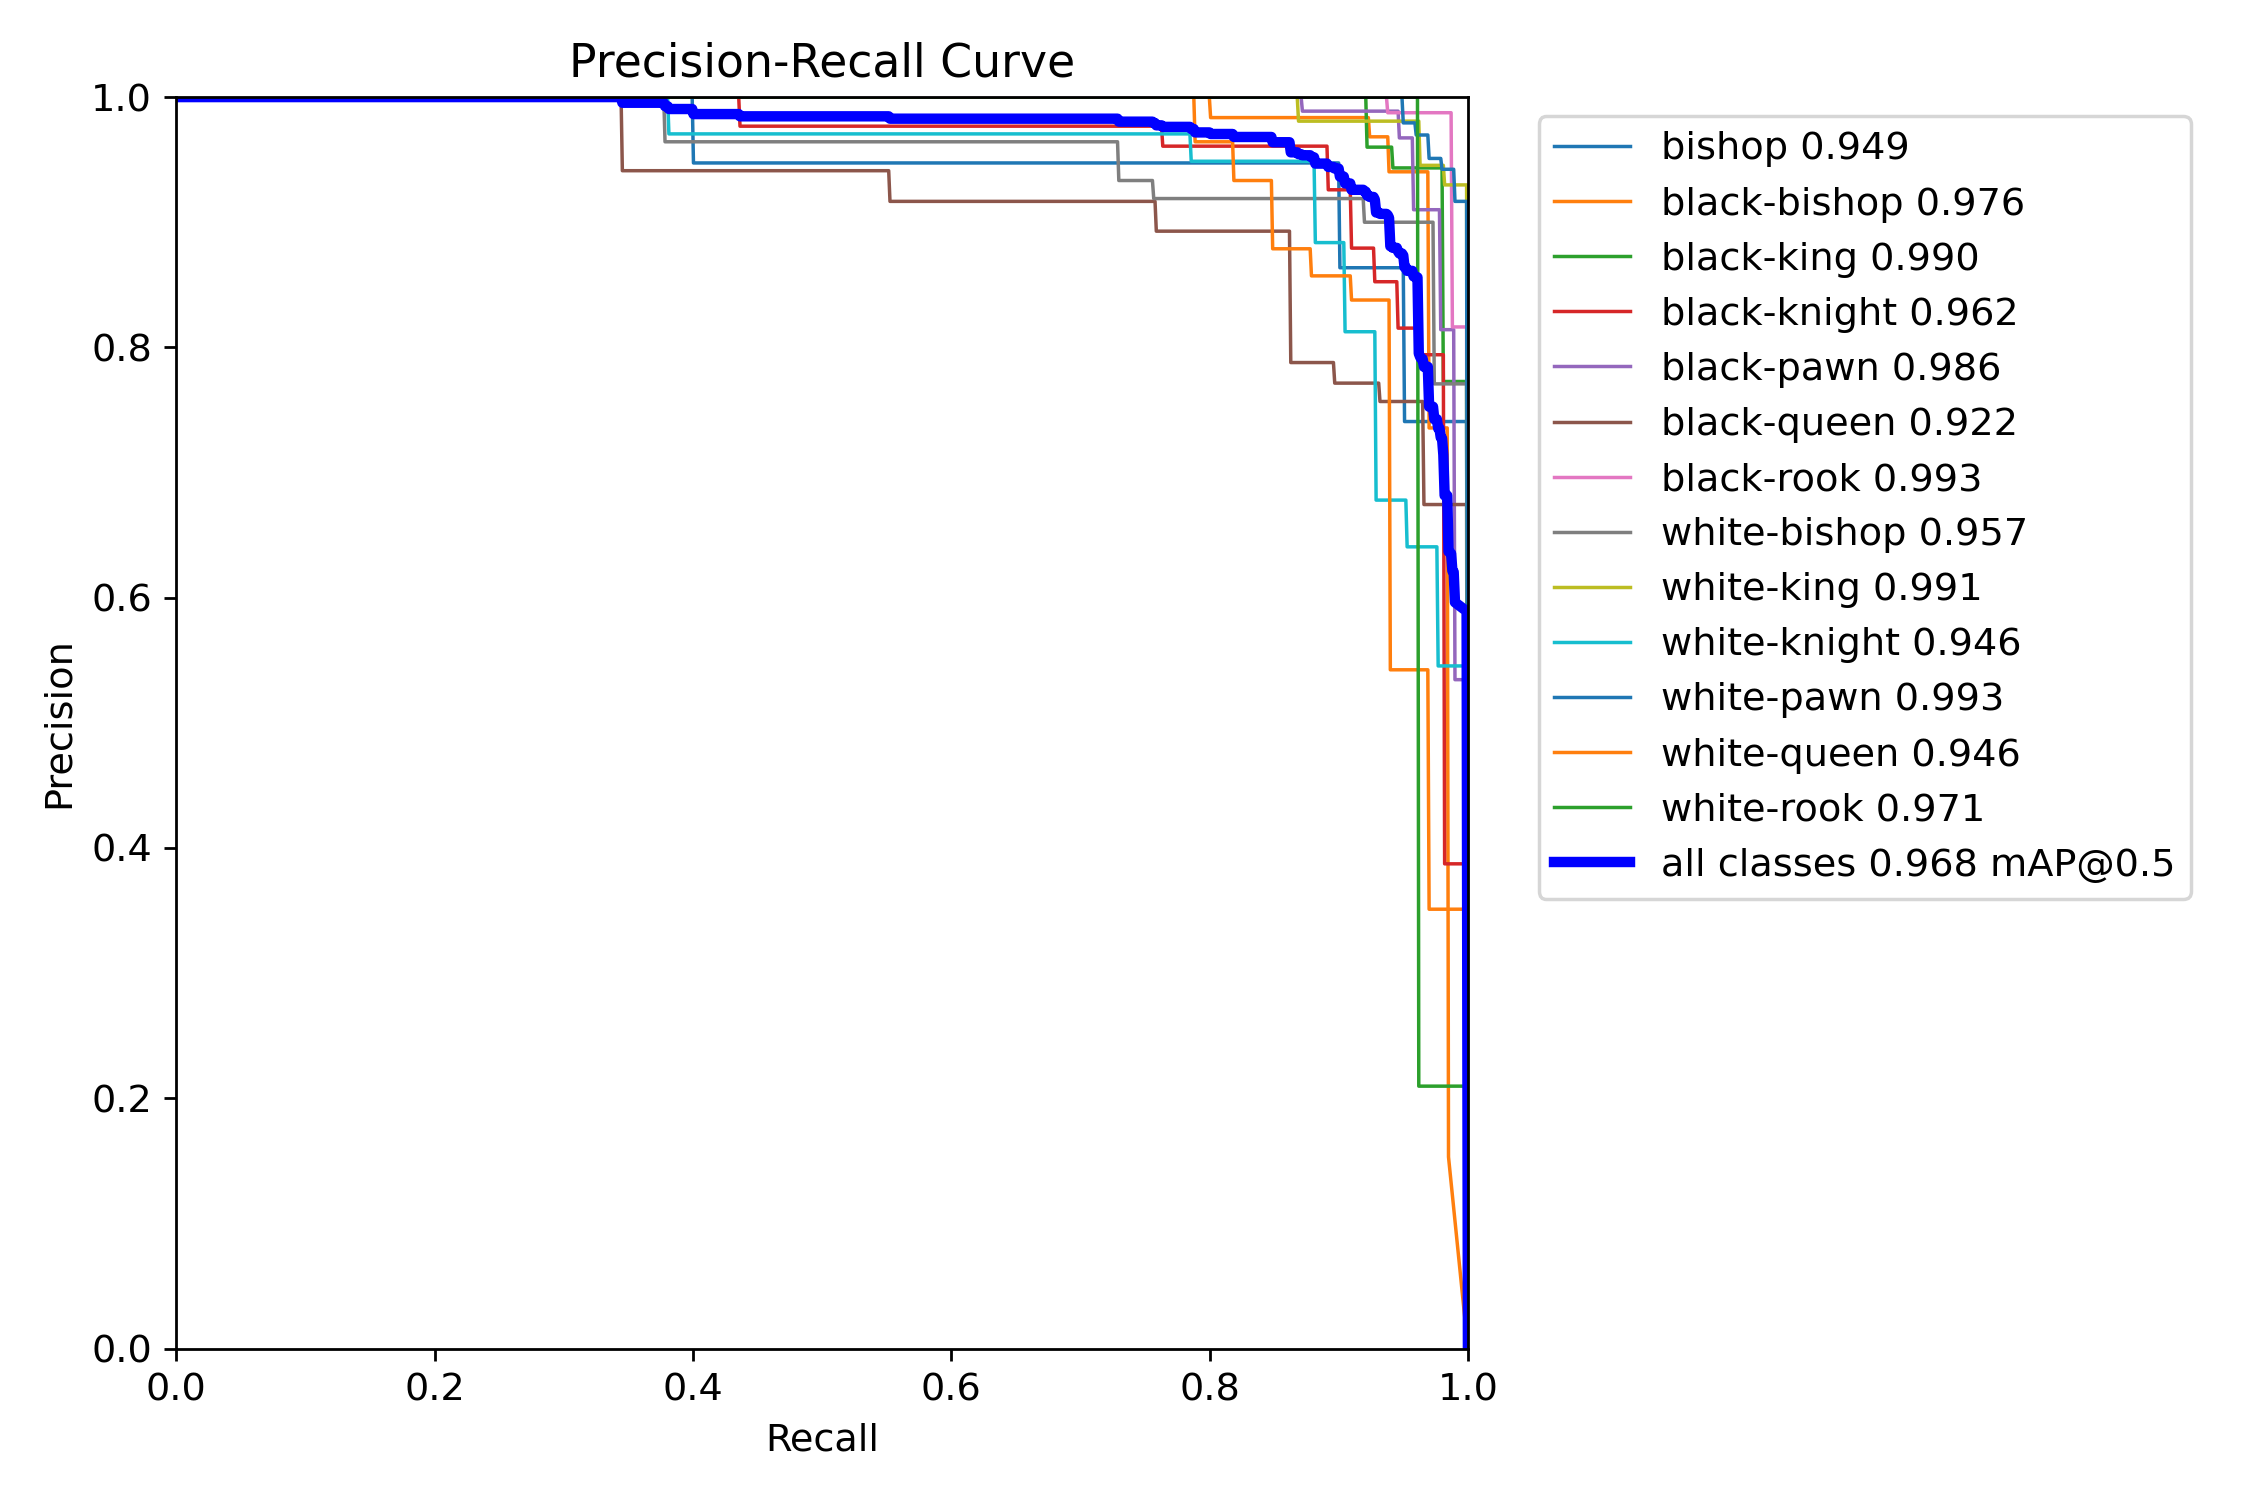 Precision-Recall Curve
1.0
0.8
0.6
0.4
0.2
0.0
Precision
0.0 0.2 0.4 0.6 0.8 1.0
Recall
bishop 0.949
black-bishop 0.976
black-king 0.990
black-knight 0.962
black-pawn 0.986
black-queen 0.922
black-rook 0.993
white-bishop 0.957
white-king 0.991
white-knight 0.946
white-pawn 0.993
white-queen 0.946
white-rook 0.971
all classes 0.968 mAP@0.5